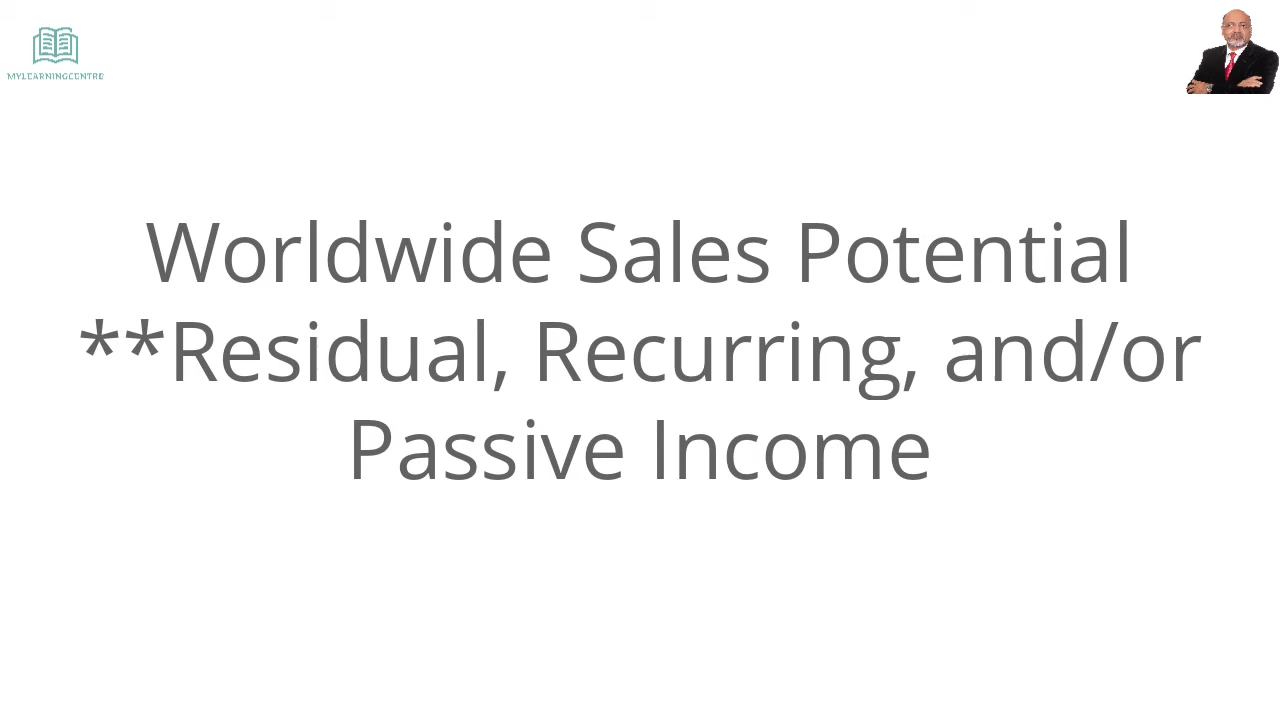 MYLEARNINGCENTRE
Worldwide Sales Potential
**Residual, Recurring, and/or
Passive Income